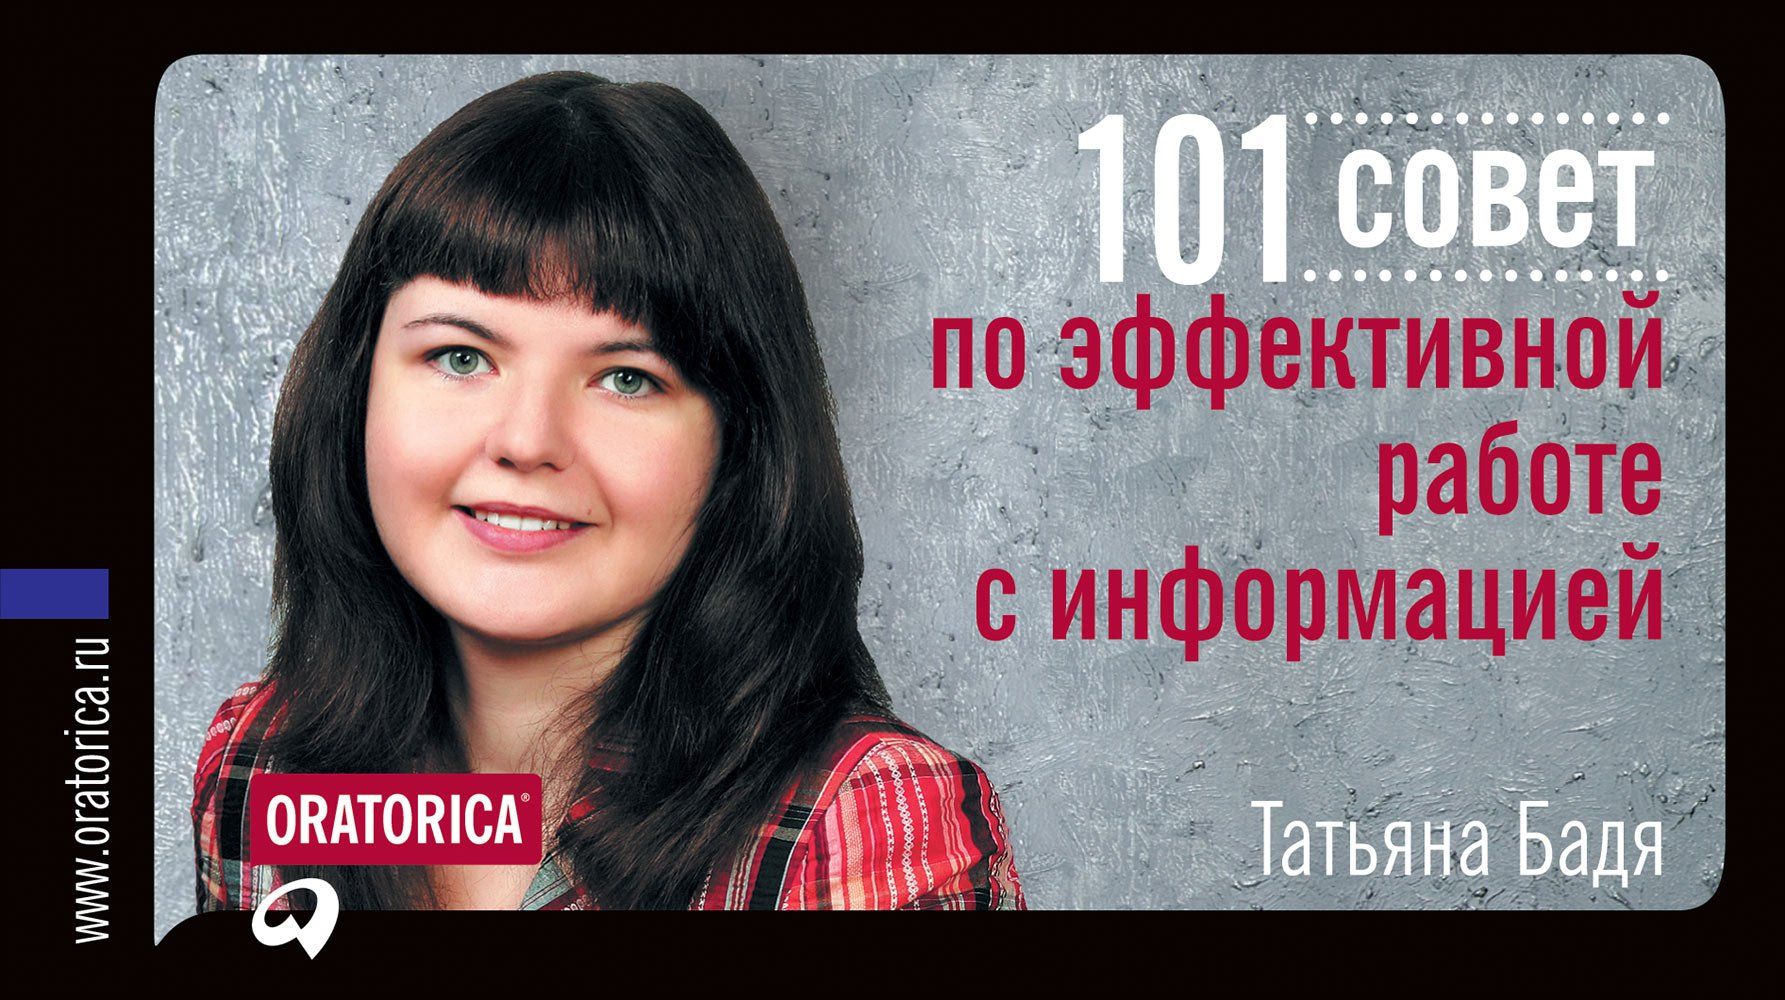 101 совет
по эффективной
работе
с информацией
Татьяна Бадя
ORATORICA®
www.oratorica.ru